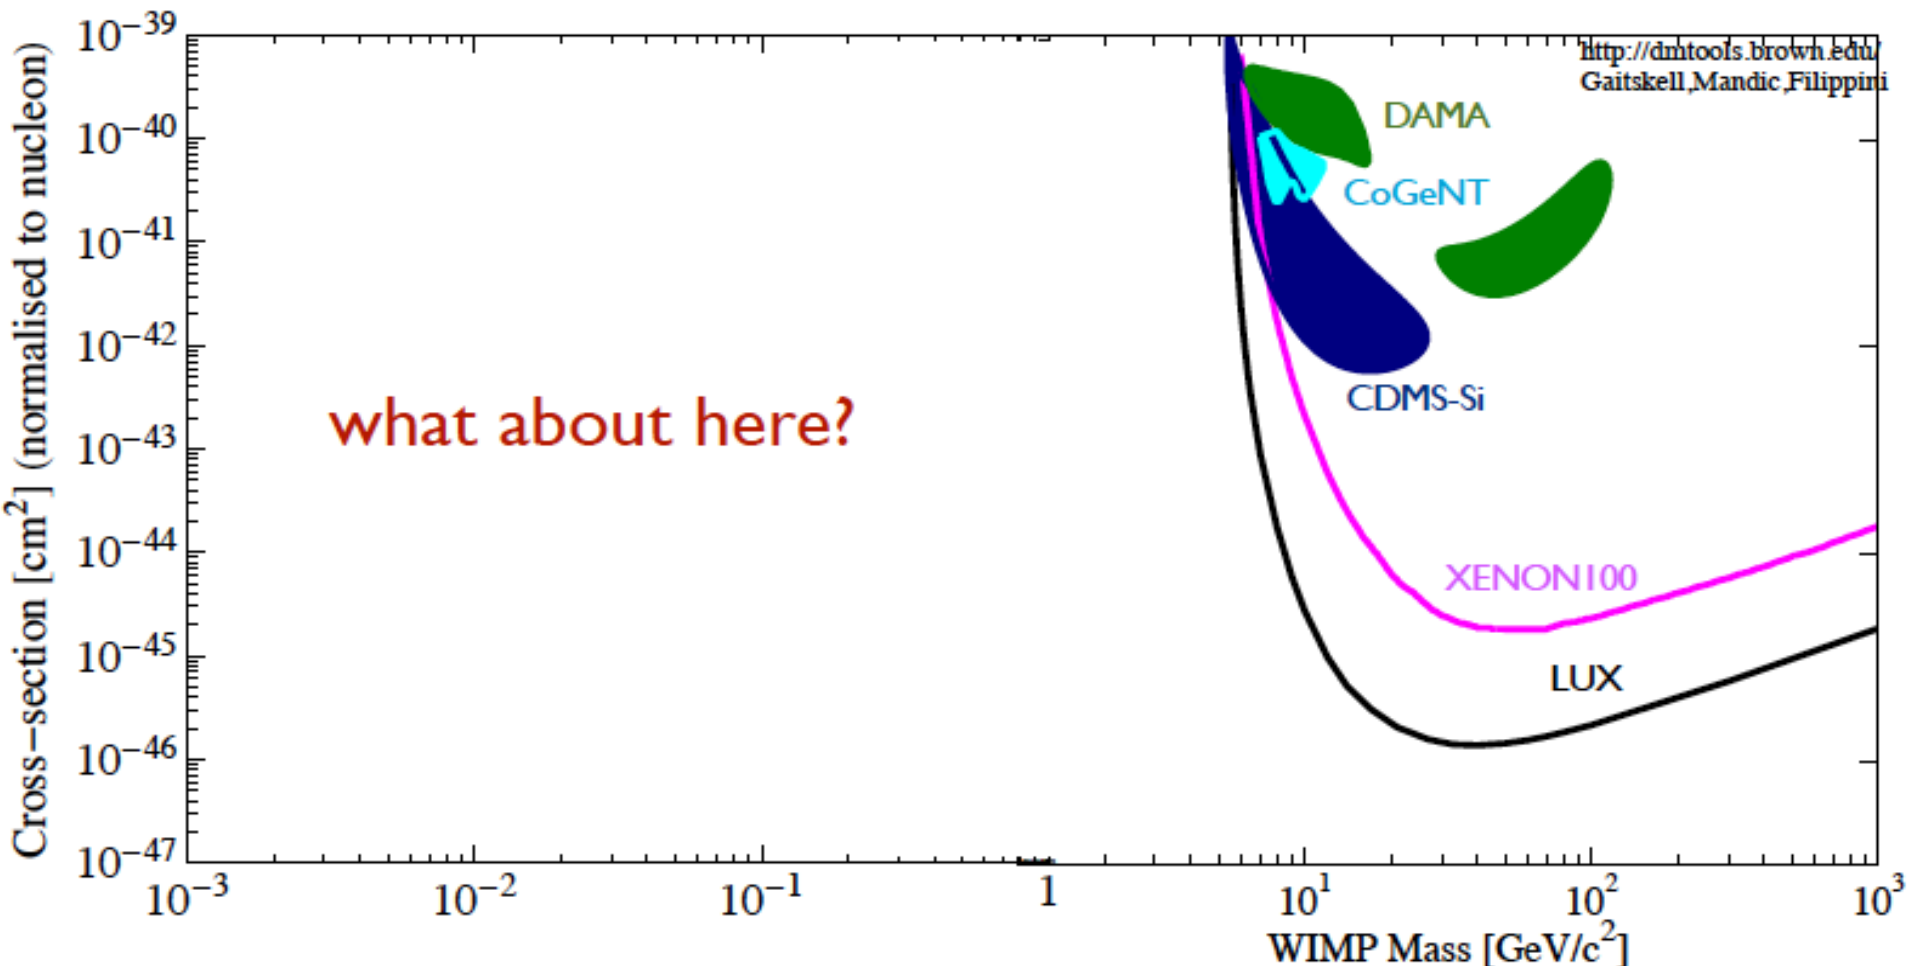 http://dmtools.brown.edu/
Gaitskell,Mandic,Filippini
Cross-section [cm²] (normalised to nucleon)
10⁻³⁹
10⁻⁴⁰
10⁻⁴¹
10⁻⁴²
10⁻⁴³
10⁻⁴⁴
10⁻⁴⁵
10⁻⁴⁶
10⁻⁴⁷
DAMA
CoGeNT
CDMS-Si
what about here?
XENON100
LUX
10⁻³ 10⁻² 10⁻¹ 1 10¹ 10² 10³
WIMP Mass [GeV/c²]